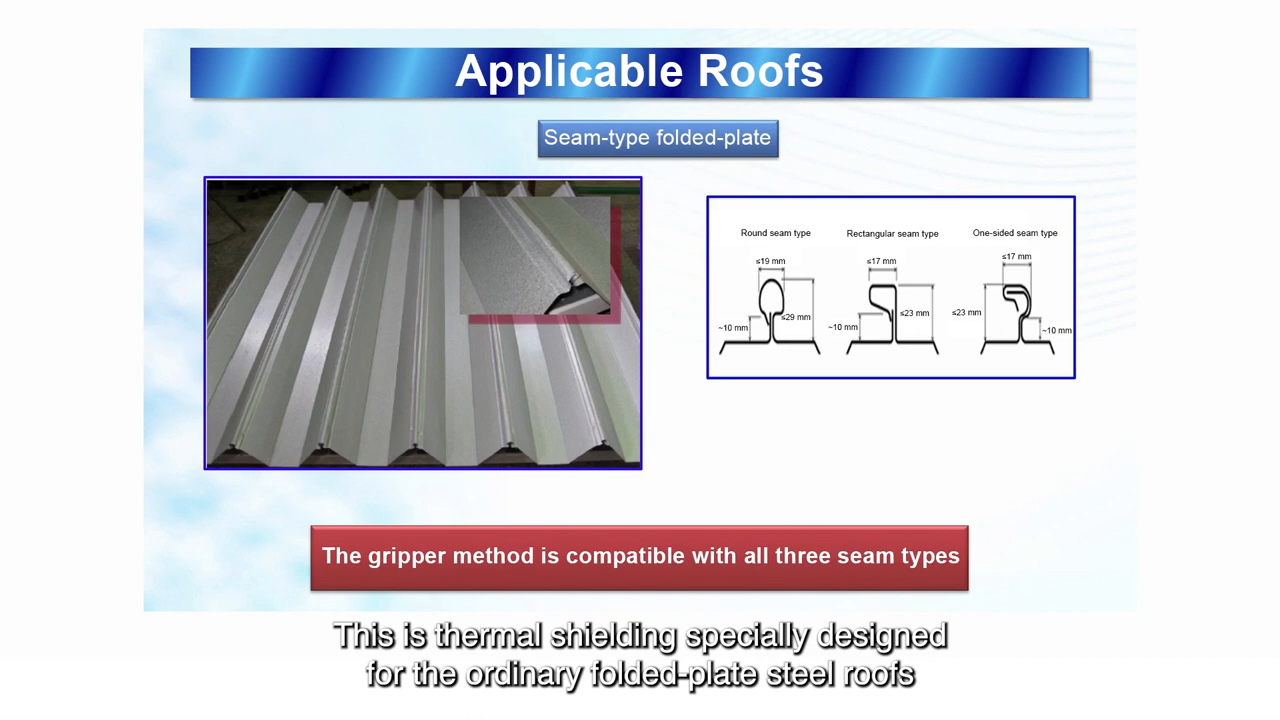 Applicable Roofs
Seam-type folded-plate
Round seam type
Rectangular seam type
One-sided seam type
≤19 mm
≤29 mm
~10 mm
≤17 mm
≤23 mm
~10 mm
≤17 mm
≤23 mm
~10 mm
The gripper method is compatible with all three seam types
This is thermal shielding specially designed
for the ordinary folded-plate steel roofs